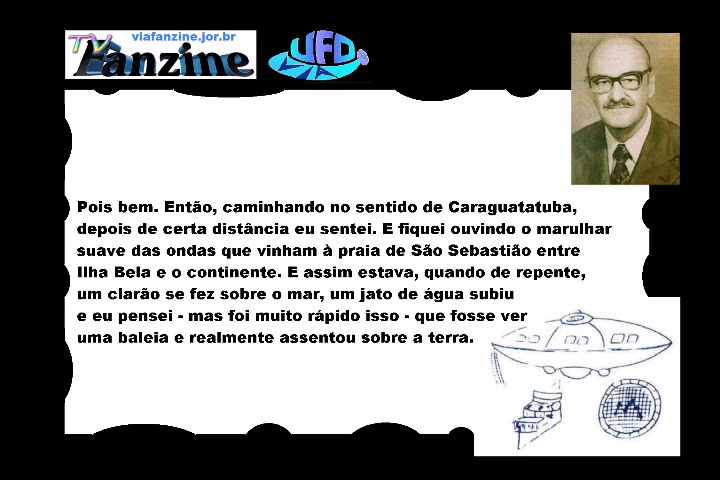 viafanzine.jor.br
TV Fanzine
UFO
VIA
Pois bem. Então, caminhando no sentido de Caraguatatuba,
depois de certa distância eu sentei. E fiquei ouvindo o marulhar
suave das ondas que vinham à praia de São Sebastião entre
Ilha Bela e o continente. E assim estava, quando de repente,
um clarão se fez sobre o mar, um jato de água subiu
e eu pensei - mas foi muito rápido isso - que fosse ver
uma baleia e realmente assentou sobre a terra.